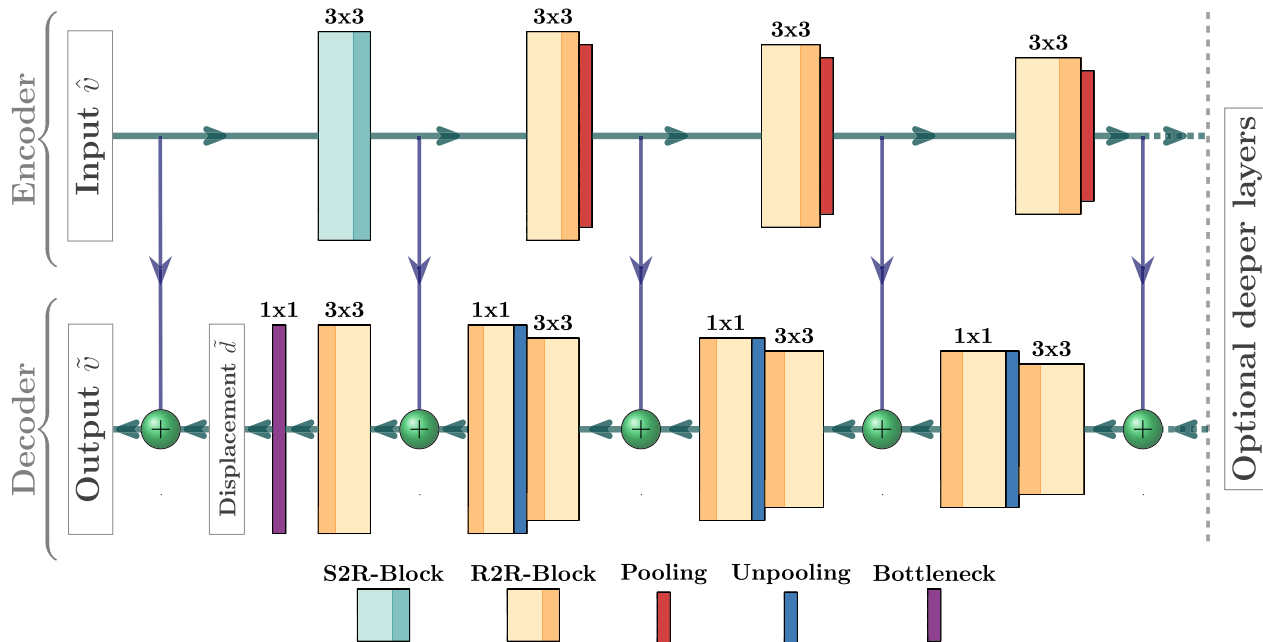 Encoder
Input v̂
3x3
3x3
3x3
3x3
Optional deeper layers
Decoder
Output ṽ
+
Displacement d̃
1x1
3x3
+
1x1
3x3
+
1x1
3x3
+
1x1
3x3
+
S2R-Block
R2R-Block
Pooling
Unpooling
Bottleneck